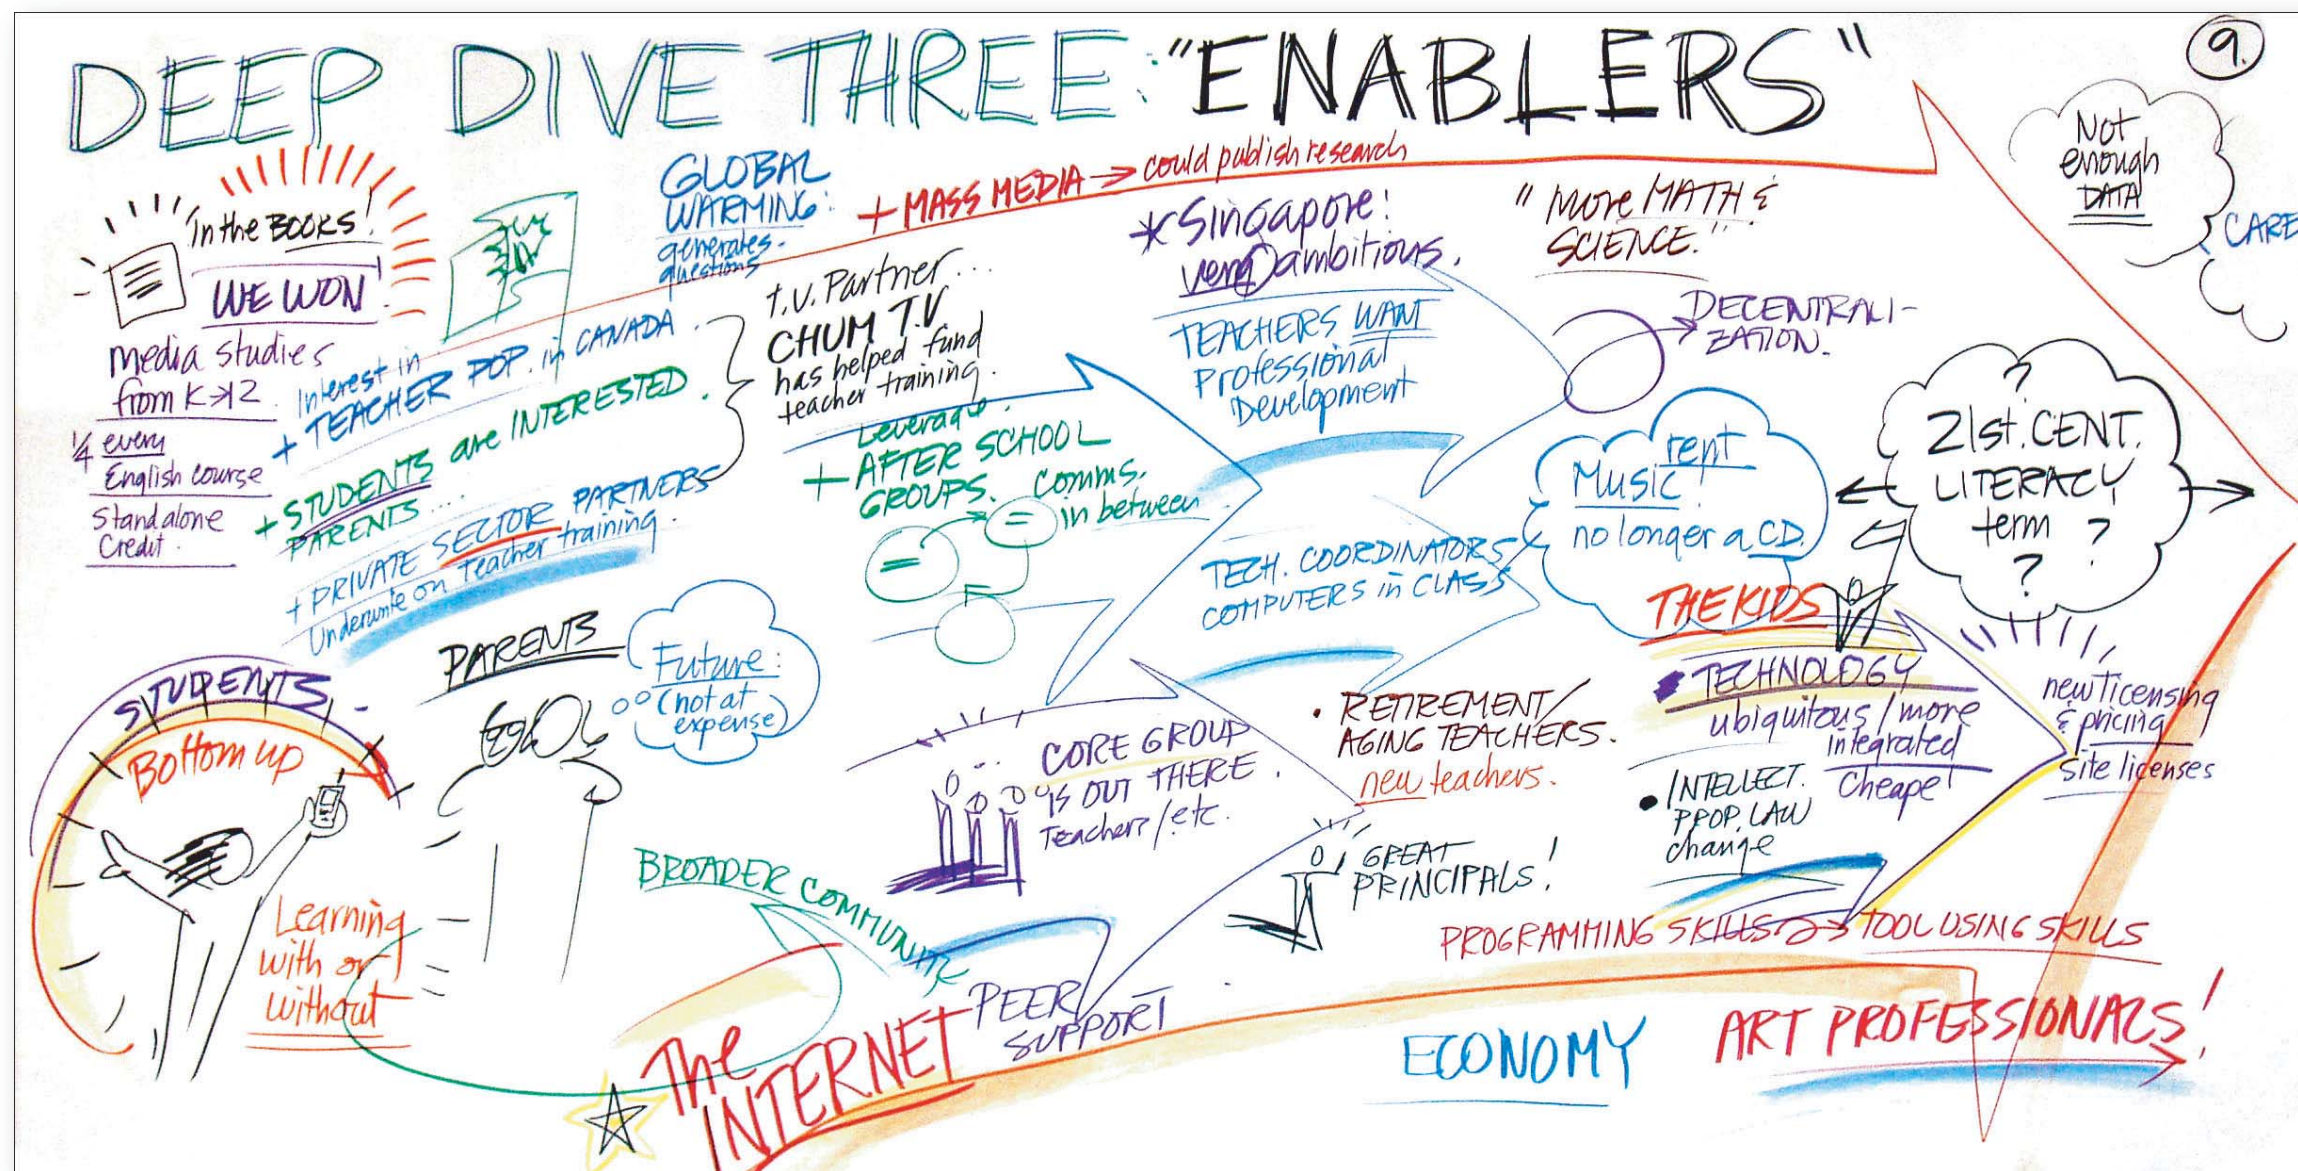 DEEP DIVE THREE: "ENABLERS"
9.
In the BOOKS!
WE WON!
Media studies
from K→12
1/4 every
English course
Standalone
Credit.
GLOBAL
WARMING:
generates
questions
+ MASS MEDIA → could publish research
Interest in
+ TEACHER POP. in CANADA
+ STUDENTS are INTERESTED.
PARENTS...
+ PRIVATE SECTOR PARTNERS
Underwrite on Teacher training.
T.V. Partner...
CHUM T.V
has helped fund
teacher training.
Leverage
+ AFTER SCHOOL
GROUPS.
Comms.
in between
* Singapore!
very ambitious.
TEACHERS WANT
Professional
Development
"More MATH &
SCIENCE."
DECENTRALI-
ZATION.
Not
enough
DATA
CARE
rent
Music!
no longer a CD.
?
21st. CENT.
LITERACY
term ?
?
TECH. COORDINATORS
COMPUTERS in CLASS
THE KIDS
TECHNOLOGY
ubiquitous/more
integrated
Cheape
• INTELLECT.
PROP. LAW
change
new licensing
& pricing
Site licenses
STUDENTS
Bottom up
Learning
with or
without
PARENTS
Future:
(not at
expense)
CORE GROUP
IS OUT THERE.
Teachers/etc.
• RETIREMENT/
AGING TEACHERS.
new teachers.
GREAT
PRINCIPALS!
BROADER COMMUNITY
PEER
SUPPORT
The
INTERNET
PROGRAMMING SKILLS → TOOL USING SKILLS
ECONOMY
ART PROFESSIONALS!